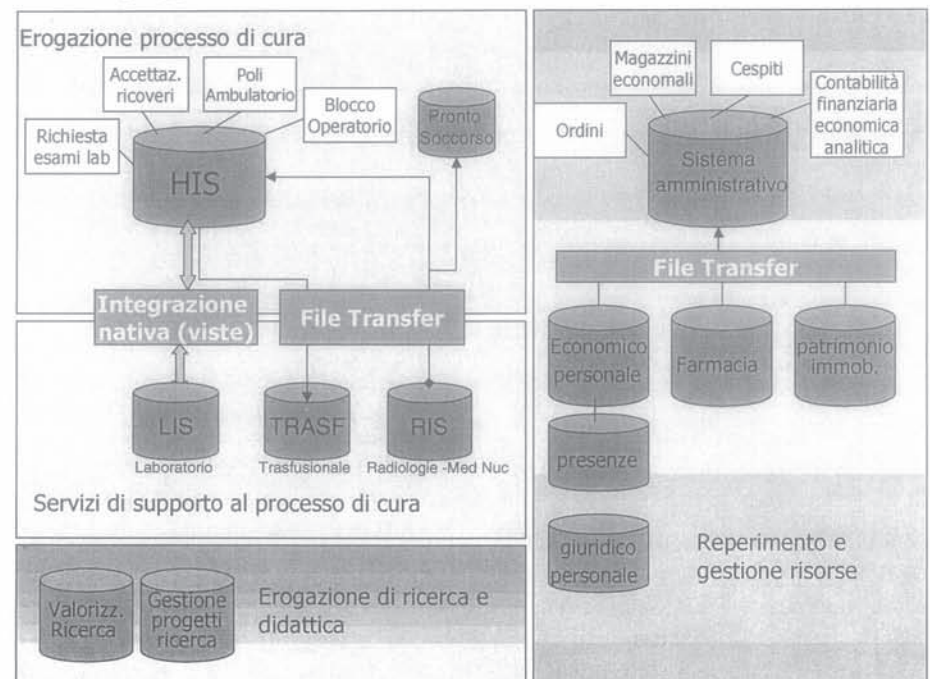 Erogazione processo di cura
Accettaz.
ricoveri
Poli
Ambulatorio
Blocco
Operatorio
Richiesta
esami lab
HIS
Pronto
Soccorso
Integrazione
nativa (viste)
File Transfer
LIS
Laboratorio
TRASF
Trasfusionale
RIS
Radiologie -Med Nuc
Servizi di supporto al processo di cura
Valorizz.
Ricerca
Gestione
progetti
ricerca
Erogazione di ricerca e
didattica
Magazzini
economali
Cespiti
Contabilità
finanziaria
economica
analitica
Ordini
Sistema
amministrativo
File Transfer
Economico
personale
Farmacia
patrimonio
immob.
presenze
giuridico
personale
Reperimento e
gestione risorse